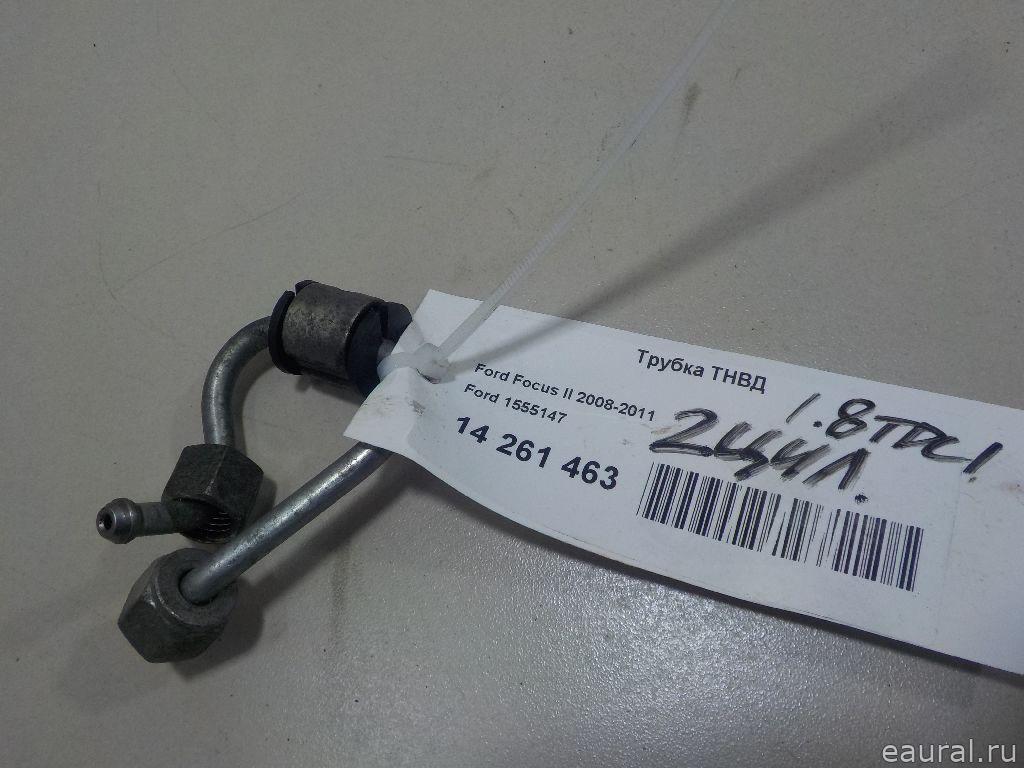 Трубка ТНВД
Ford Focus II 2008-2011
Ford 1555147
14 261 463
1.8TDCI
2ЦИЛ.
eaural.ru